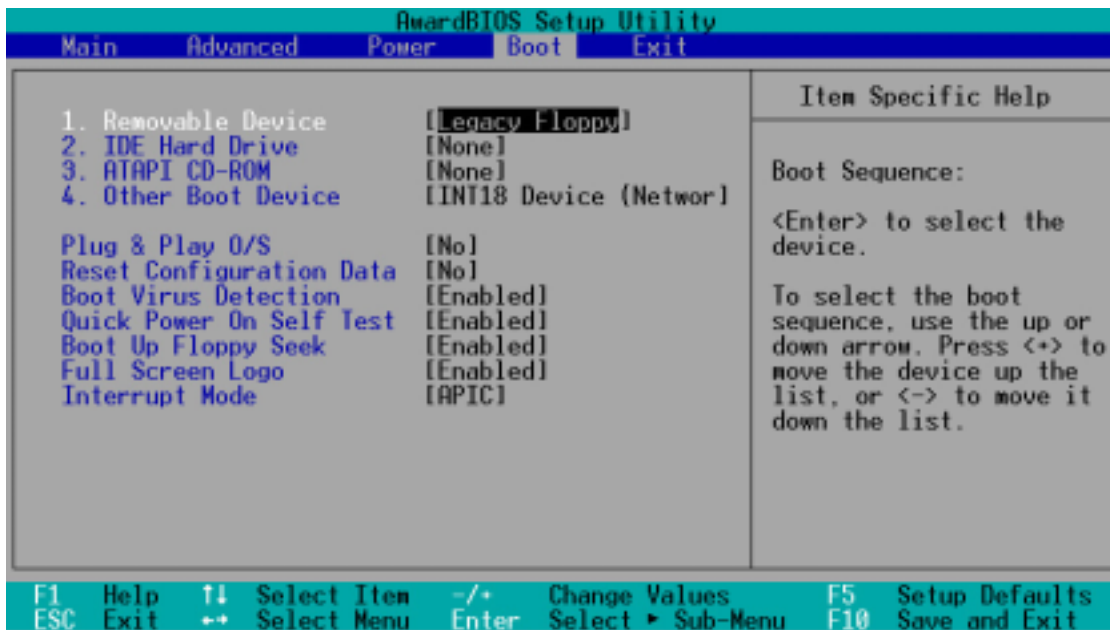 AwardBIOS Setup Utility
Main Advanced Power Boot Exit
1. Removable Device [Legacy Floppy]
2. IDE Hard Drive [None]
3. ATAPI CD-ROM [None]
4. Other Boot Device [INT18 Device (Networ]
Plug & Play O/S [No]
Reset Configuration Data [No]
Boot Virus Detection [Enabled]
Quick Power On Self Test [Enabled]
Boot Up Floppy Seek [Enabled]
Full Screen Logo [Enabled]
Interrupt Mode [APIC]
Item Specific Help
Boot Sequence:
<Enter> to select the
device.
To select the boot
sequence, use the up or
down arrow. Press <+> to
move the device up the
list, or <-> to move it
down the list.
F1 Help ↑↓ Select Item -/+ Change Values F5 Setup Defaults
ESC Exit ←→ Select Menu Enter Select ► Sub-Menu F10 Save and Exit